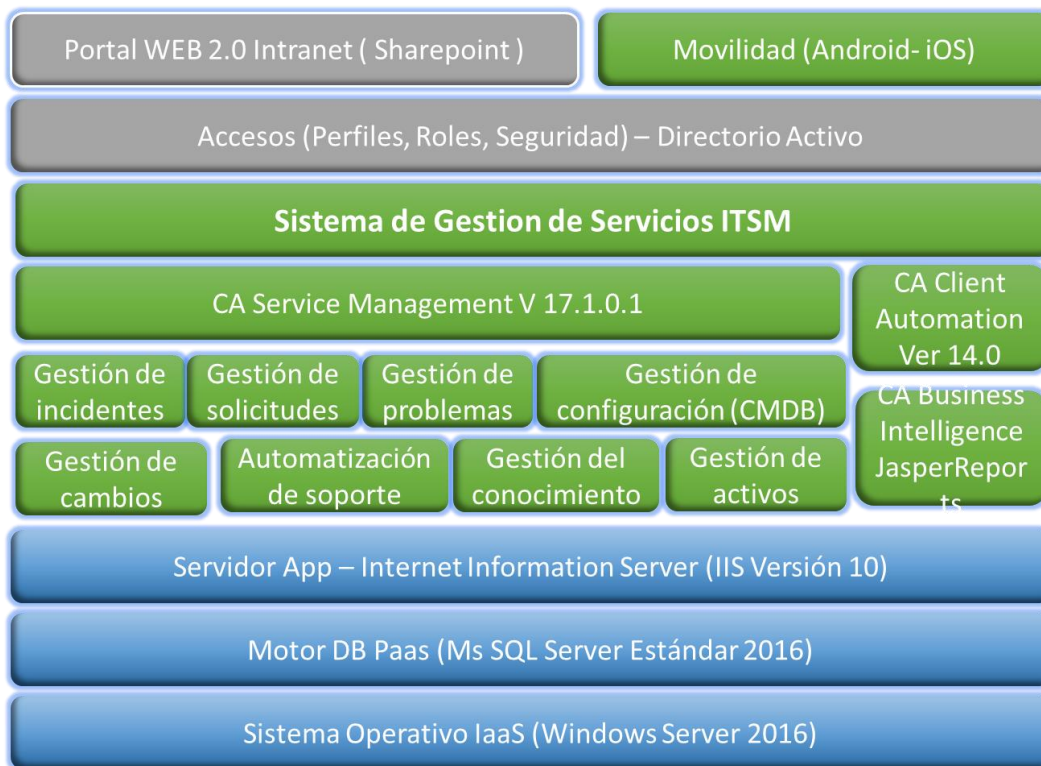 Portal WEB 2.0 Intranet ( Sharepoint )
Movilidad (Android- iOS)
Accesos (Perfiles, Roles, Seguridad) – Directorio Activo
Sistema de Gestion de Servicios ITSM
CA Service Management V 17.1.0.1
CA Client
Automation
Ver 14.0
Gestión de
incidentes
Gestión de
solicitudes
Gestión de
problemas
Gestión de
configuración (CMDB)
CA Business
Intelligence
JasperRepor
ts
Gestión de
cambios
Automatización
de soporte
Gestión del
conocimiento
Gestión de
activos
Servidor App – Internet Information Server (IIS Versión 10)
Motor DB Paas (Ms SQL Server Estándar 2016)
Sistema Operativo IaaS (Windows Server 2016)